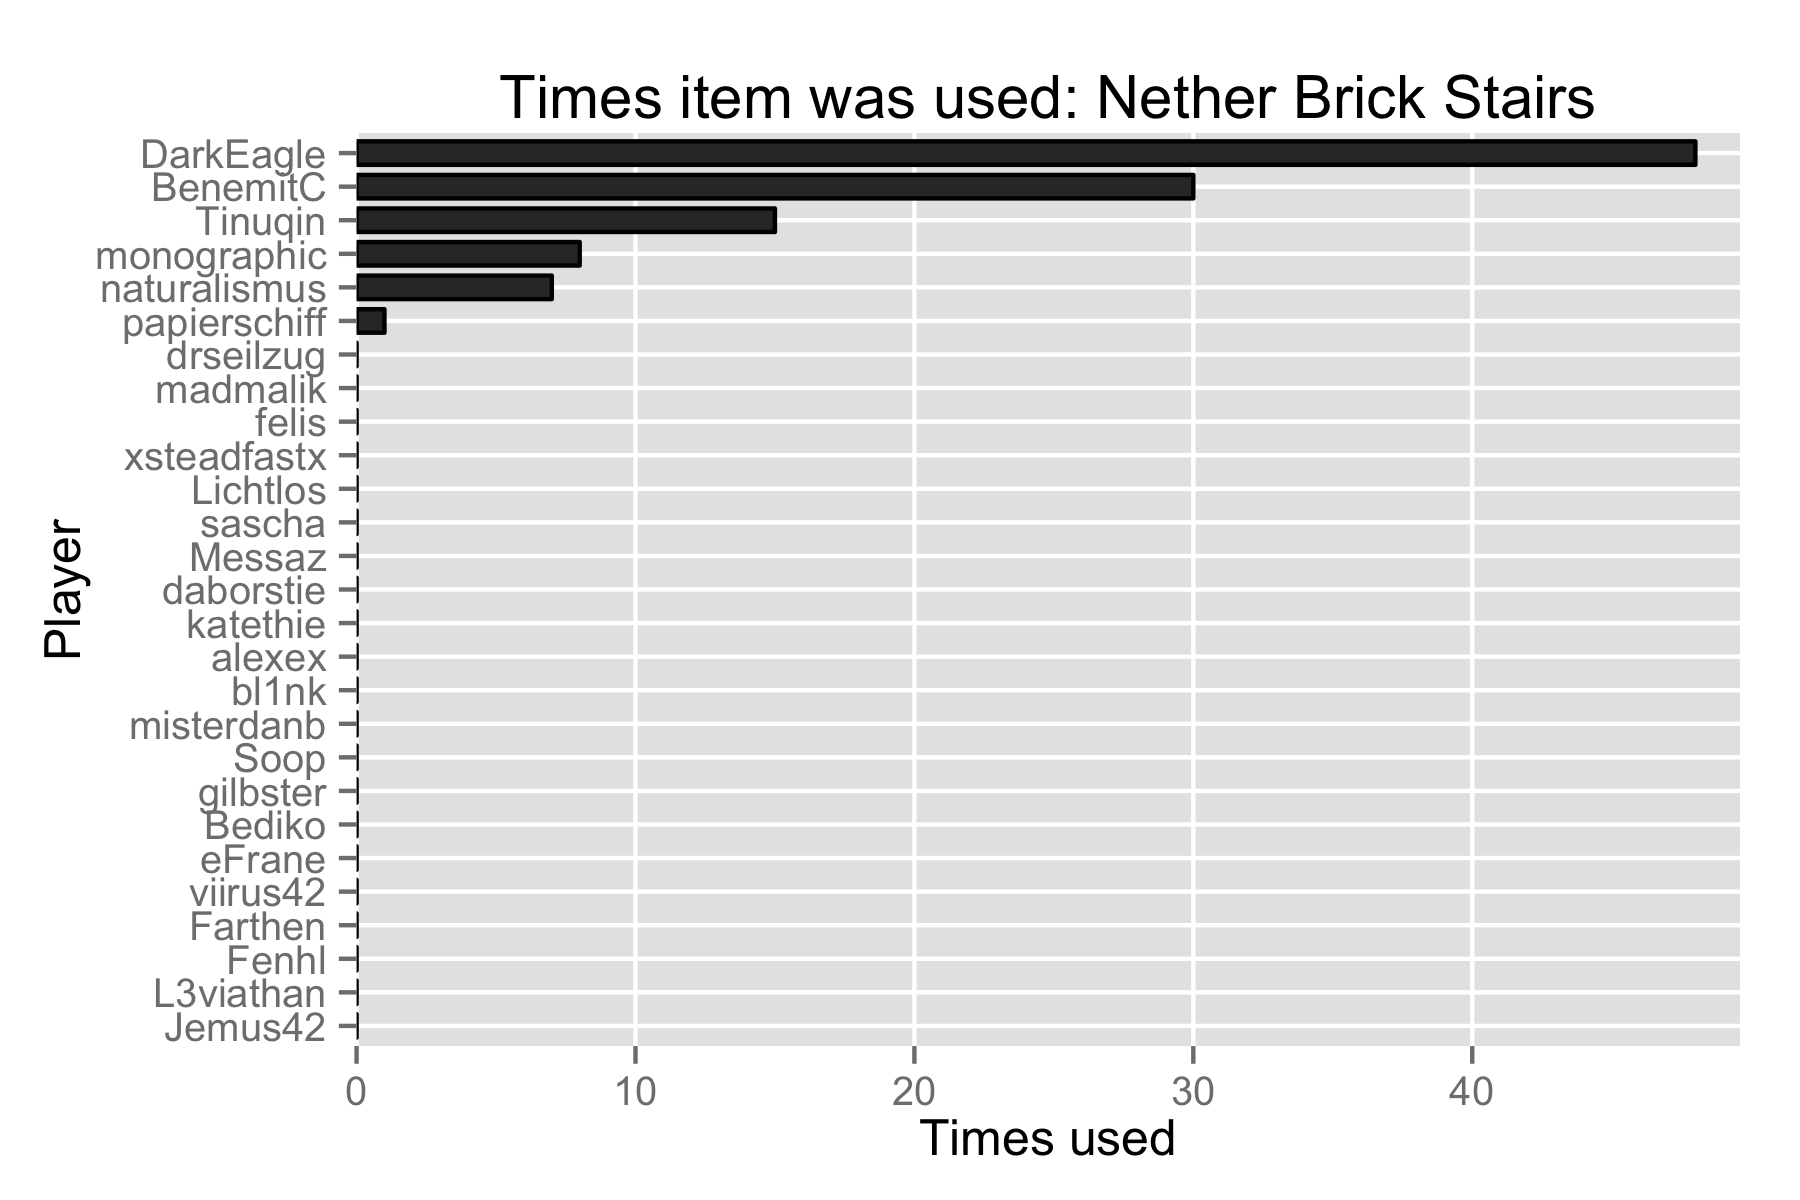 Times item was used: Nether Brick Stairs
DarkEagle
BenemitC
Tinuqin
monographic
naturalismus
papierschiff
drseilzug
madmalik
felis
xsteadfastx
Lichtlos
sascha
Messaz
daborstie
katethie
alexex
bl1nk
misterdanb
Soop
gilbster
Bediko
eFrane
viirus42
Farthen
Fenhl
L3viathan
Jemus42
Player
0 10 20 30 40
Times used